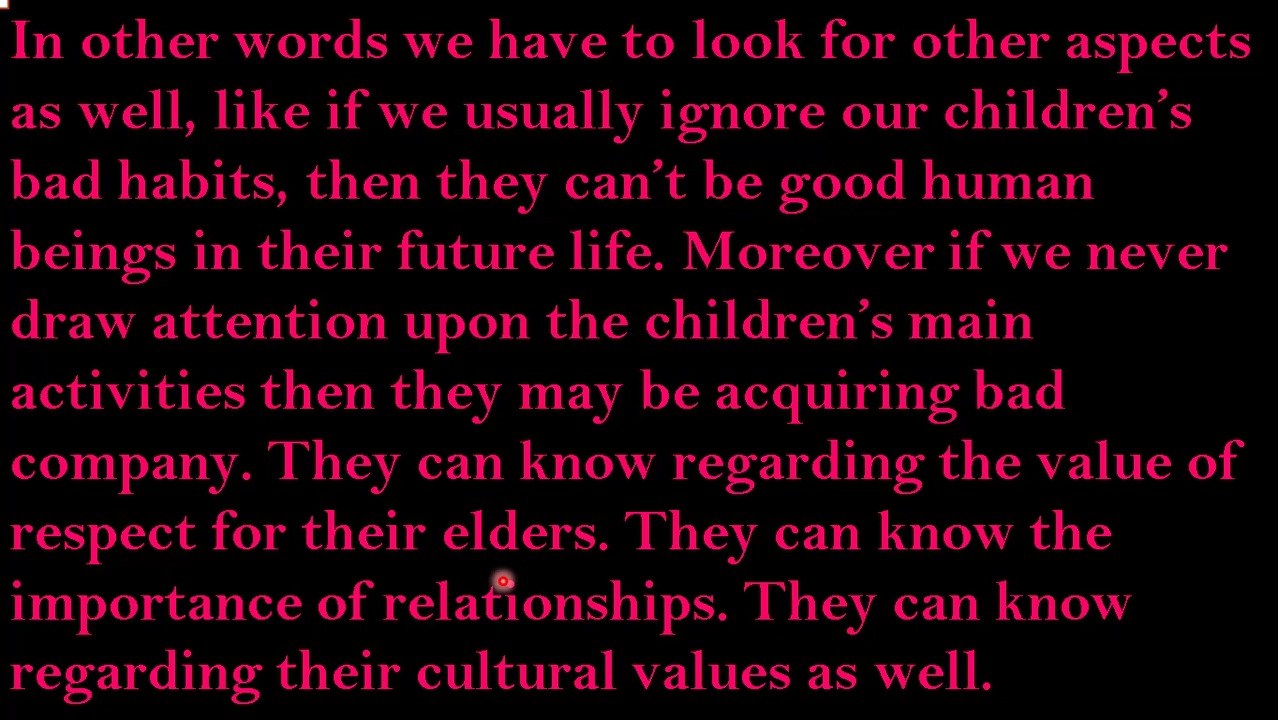 In other words we have to look for other aspects
as well, like if we usually ignore our children’s
bad habits, then they can’t be good human
beings in their future life. Moreover if we never
draw attention upon the children’s main
activities then they may be acquiring bad
company. They can know regarding the value of
respect for their elders. They can know the
importance of relationships. They can know
regarding their cultural values as well.